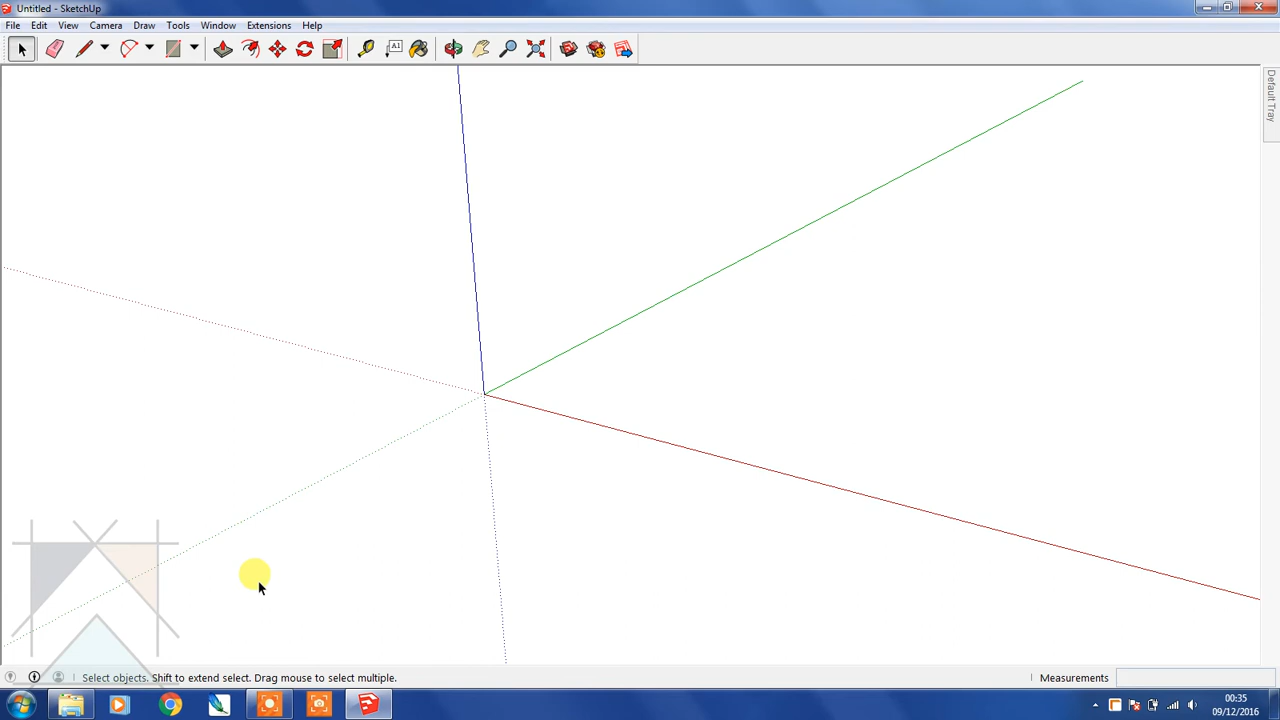 Untitled - SketchUp
File Edit View Camera Draw Tools Window Extensions Help
A1
Default Tray
Select objects. Shift to extend select. Drag mouse to select multiple.
Measurements
00:35
09/12/2016